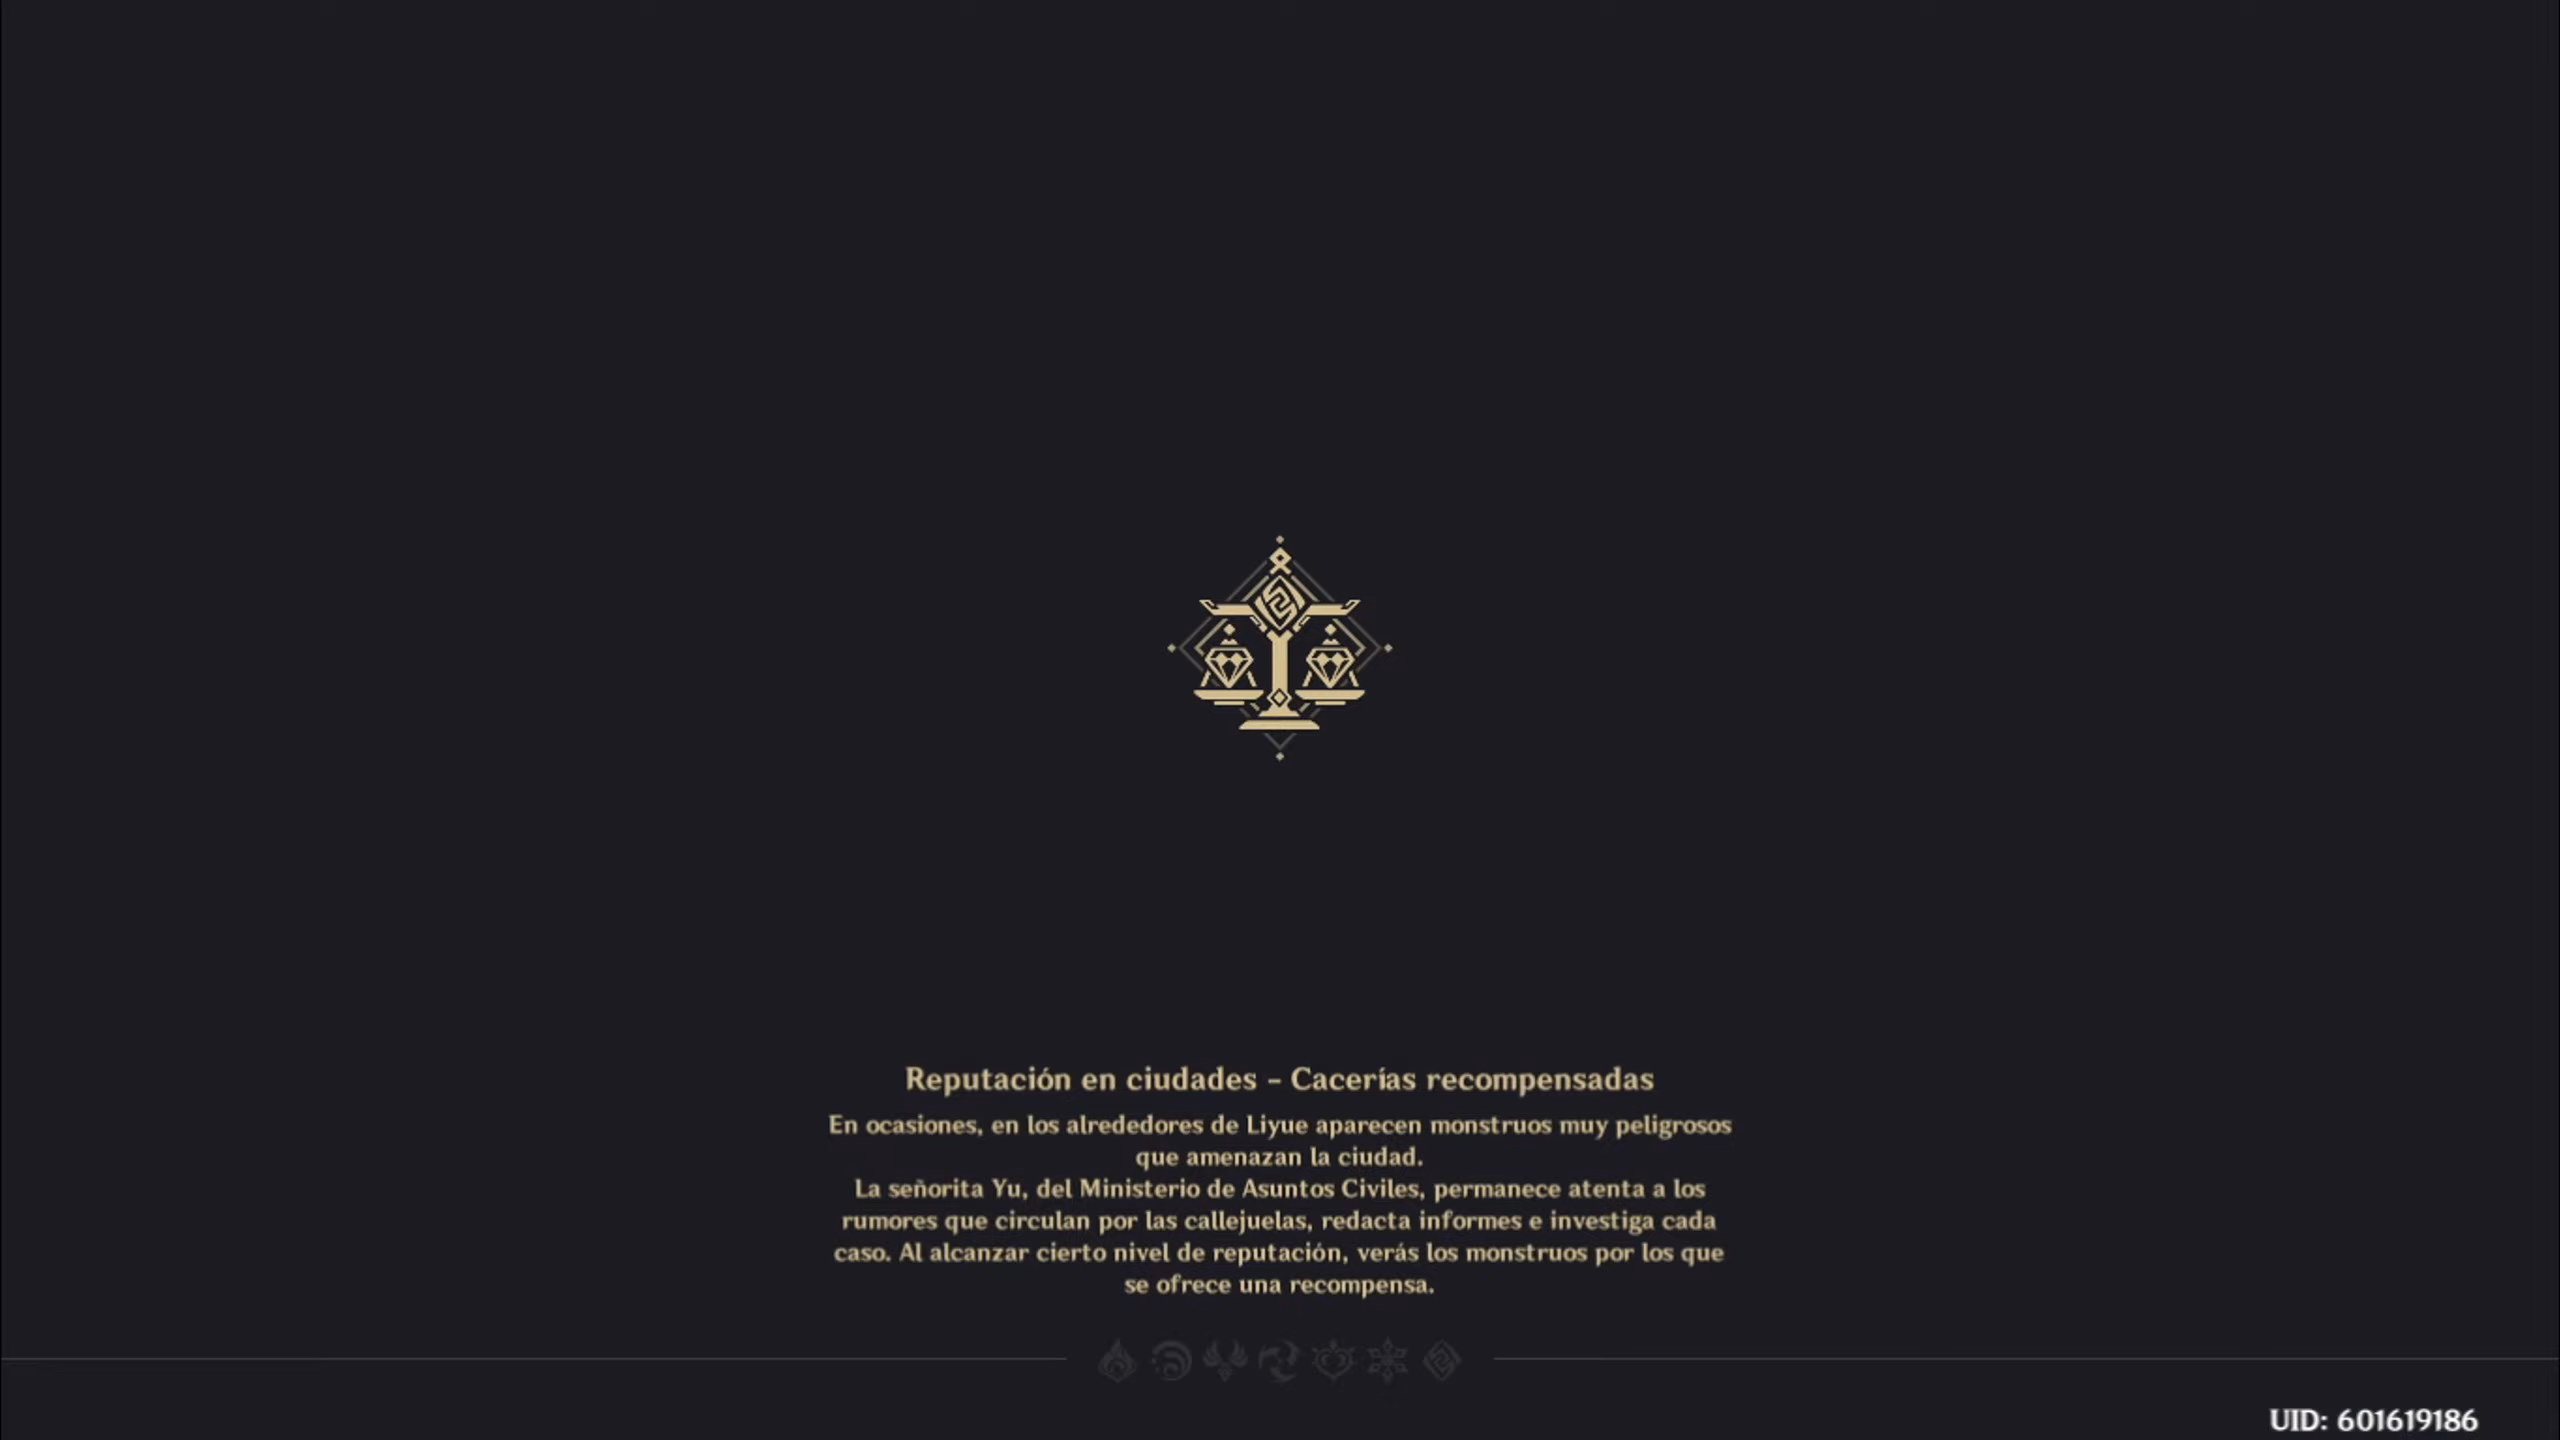 Reputación en ciudades – Cacerías recompensadas
En ocasiones, en los alrededores de Liyue aparecen monstruos muy peligrosos
que amenazan la ciudad.
La señorita Yu, del Ministerio de Asuntos Civiles, permanece atenta a los
rumores que circulan por las callejuelas, redacta informes e investiga cada
caso. Al alcanzar cierto nivel de reputación, verás los monstruos por los que
se ofrece una recompensa.
UID: 601619186